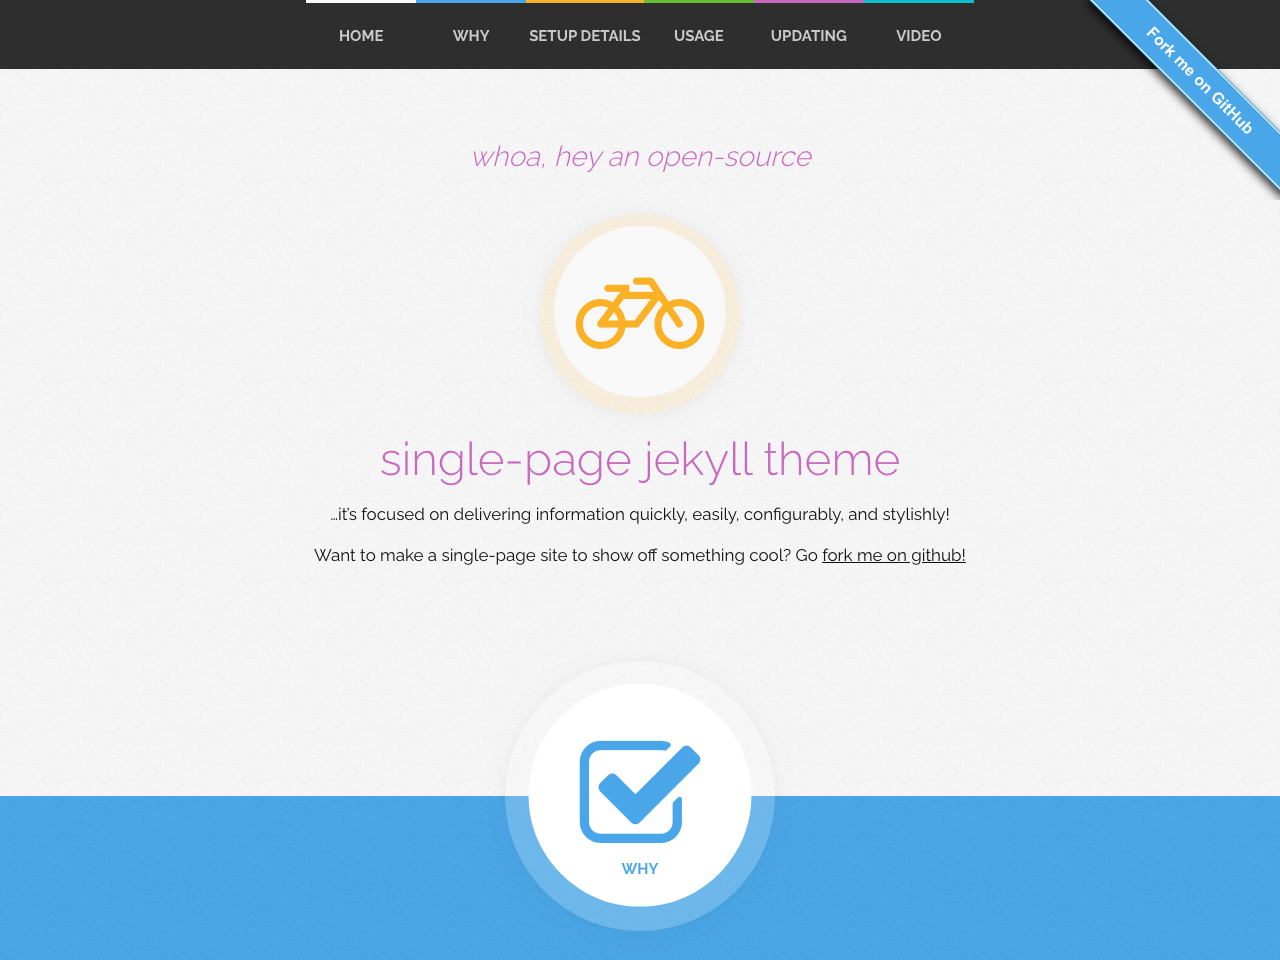 HOME WHY SETUP DETAILS USAGE UPDATING VIDEO
Fork me on GitHub
whoa, hey an open-source
single-page jekyll theme
…it’s focused on delivering information quickly, easily, configurably, and stylishly!
Want to make a single-page site to show off something cool? Go fork me on github!
WHY